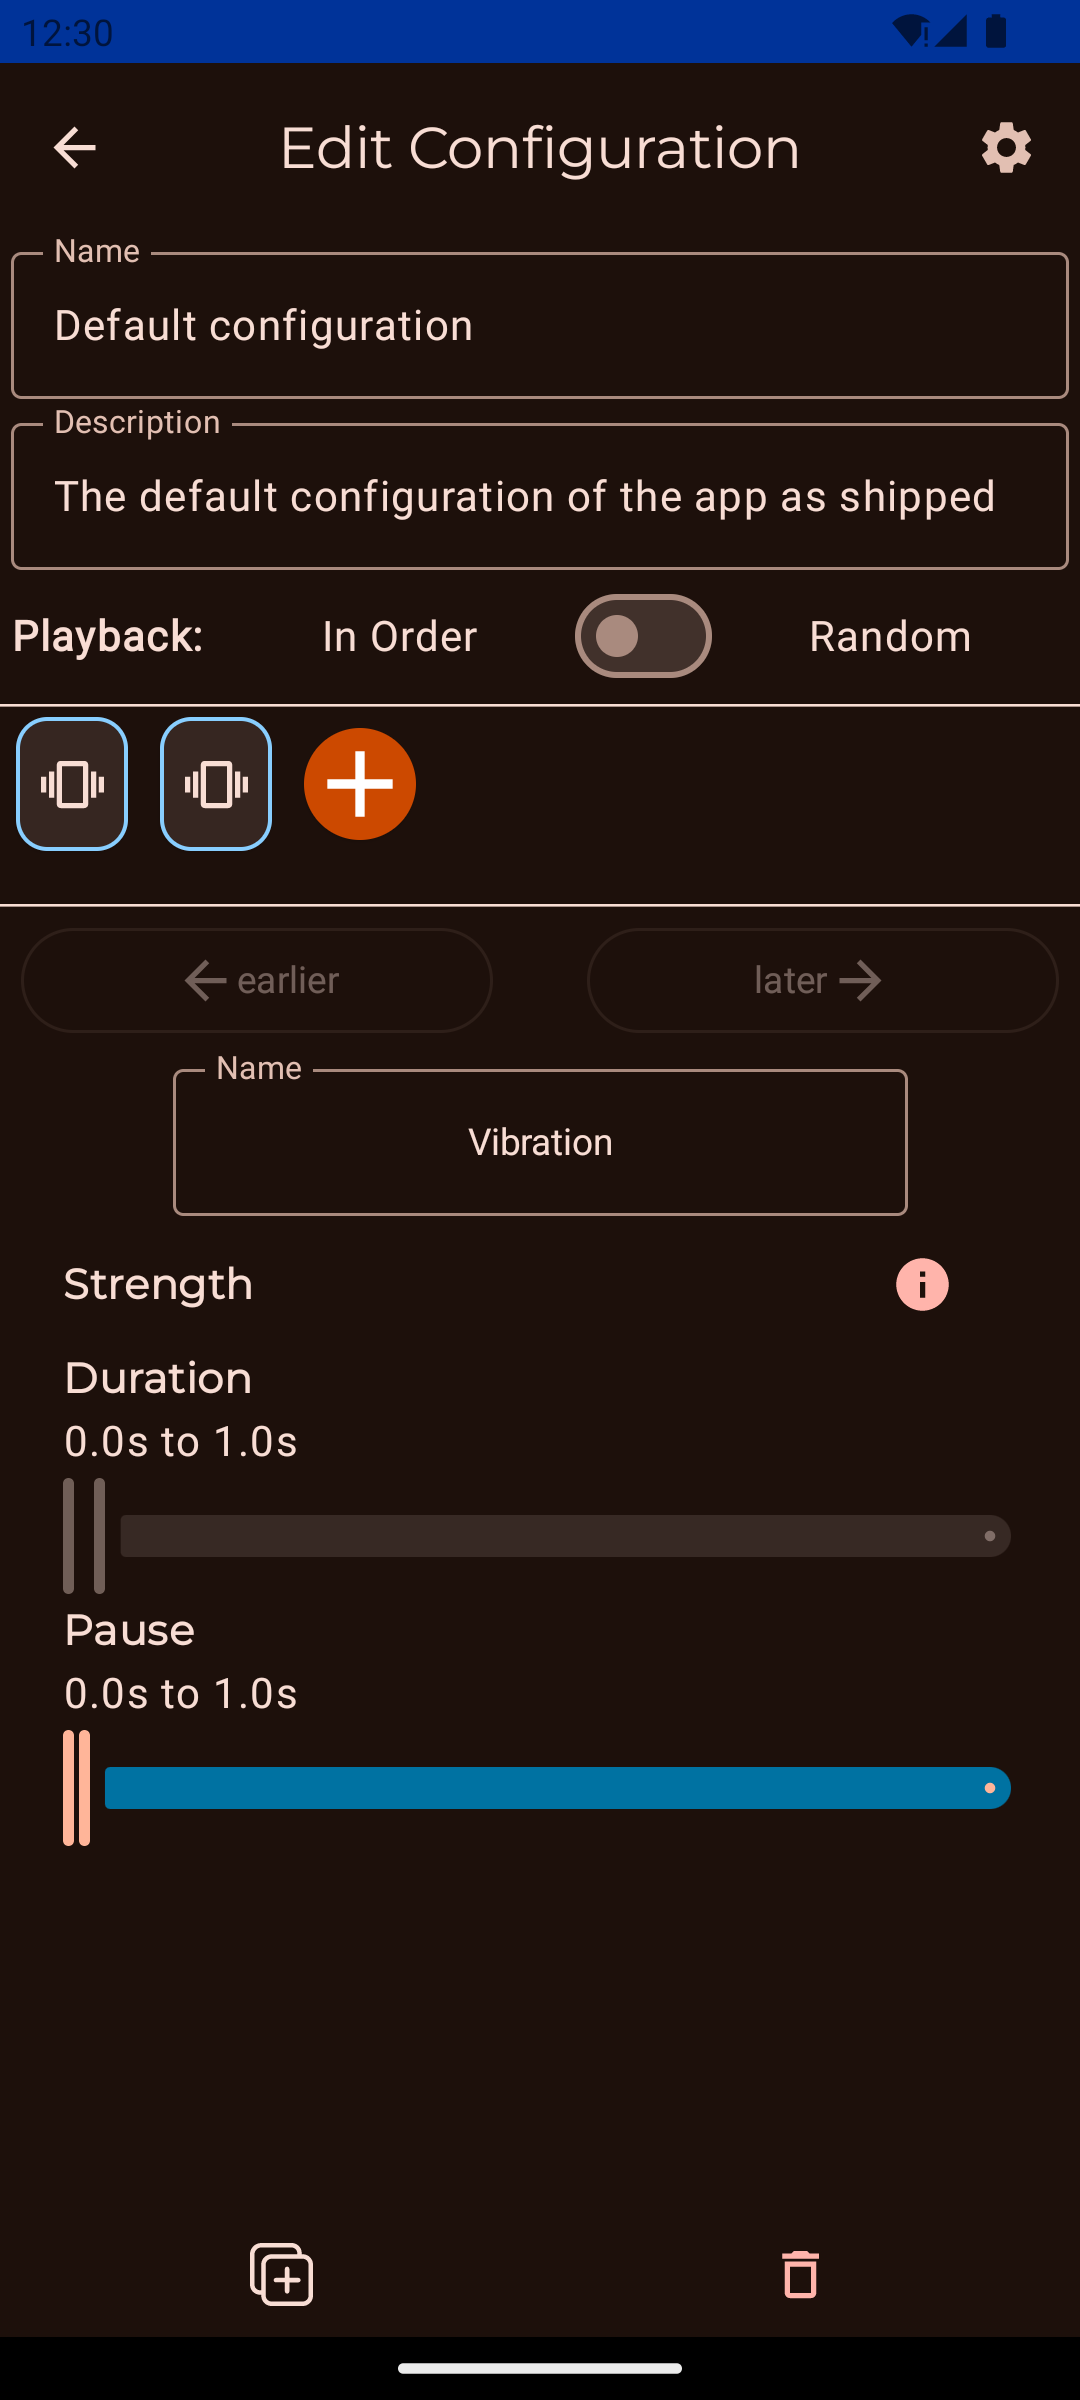 12:30
Edit Configuration
Name
Default configuration
Description
The default configuration of the app as shipped
Playback:
In Order
Random
earlier
later
Name
Vibration
Strength
Duration
0.0s to 1.0s
Pause
0.0s to 1.0s